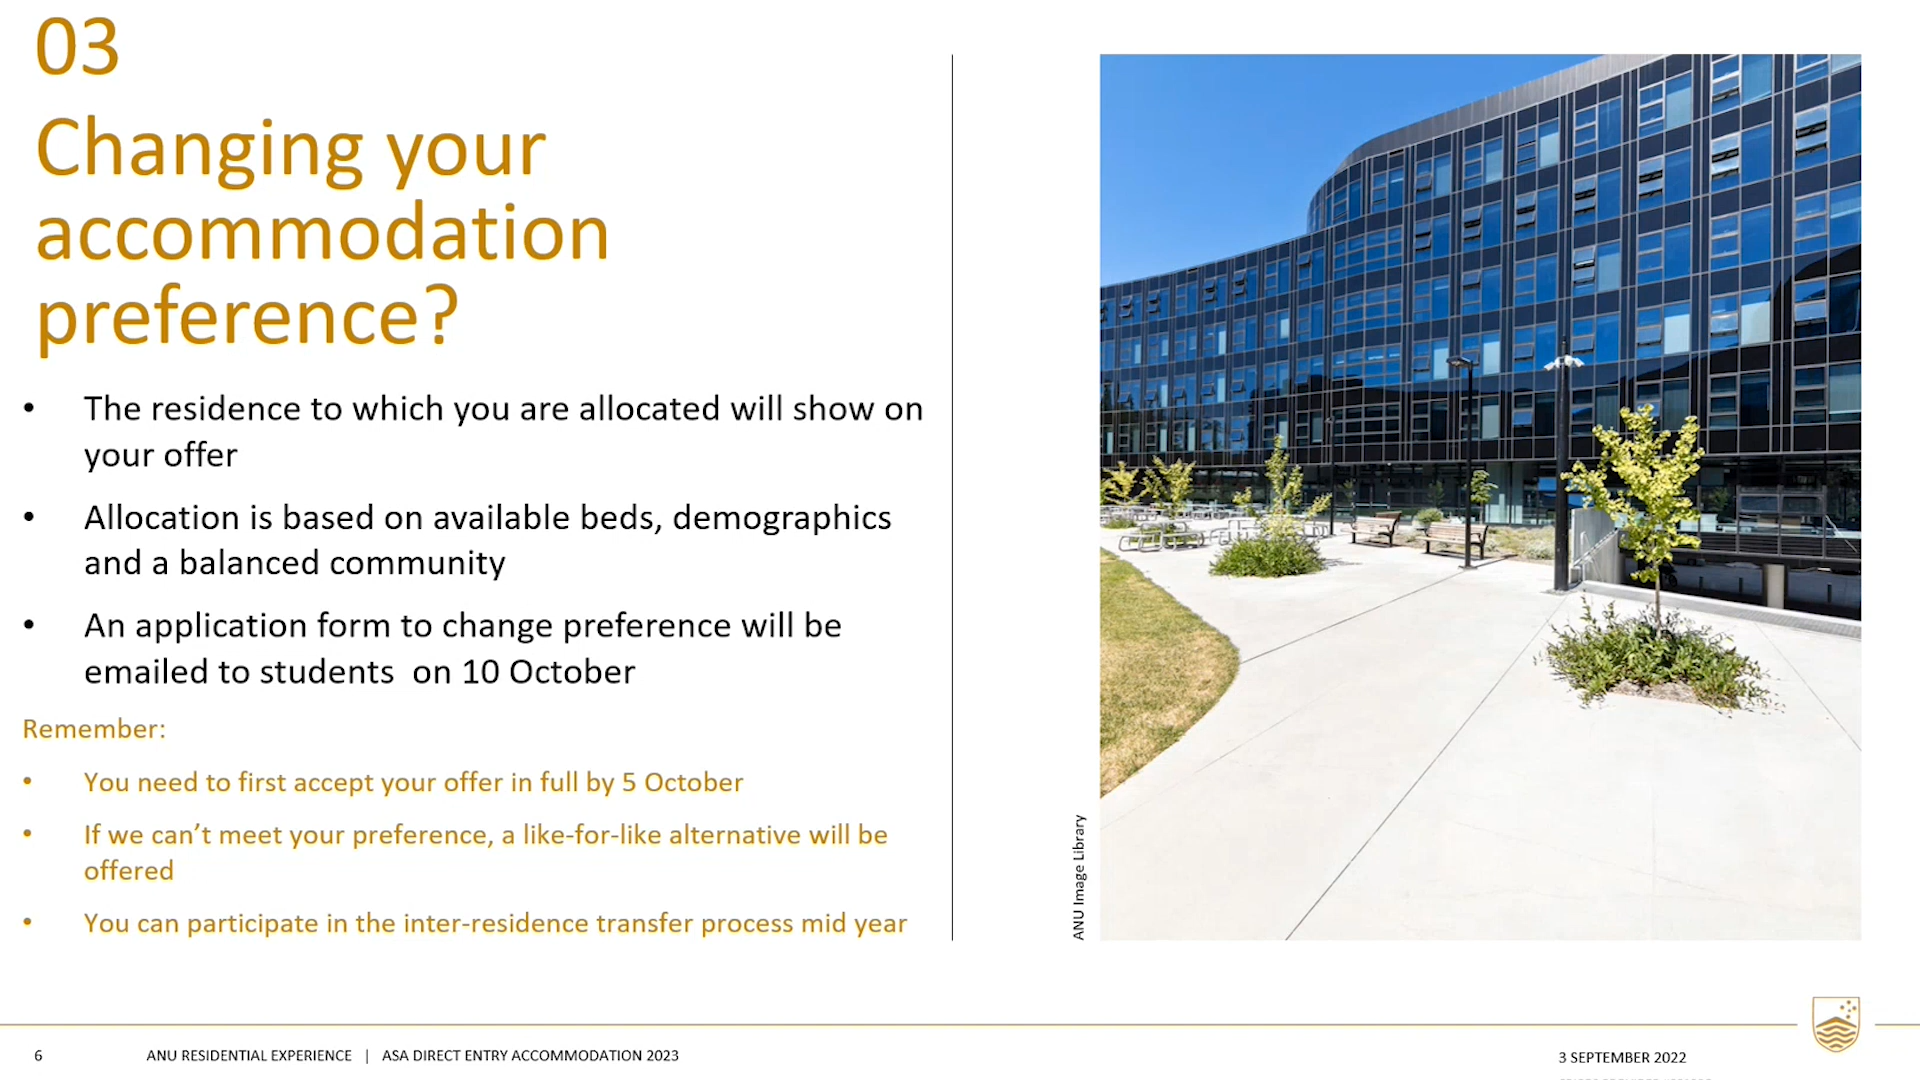 03
Changing your
accommodation
preference?
• The residence to which you are allocated will show on
your offer
• Allocation is based on available beds, demographics
and a balanced community
• An application form to change preference will be
emailed to students  on 10 October
Remember:
• You need to first accept your offer in full by 5 October
• If we can’t meet your preference, a like-for-like alternative will be
offered
• You can participate in the inter-residence transfer process mid year
ANU Image Library
6 ANU RESIDENTIAL EXPERIENCE | ASA DIRECT ENTRY ACCOMMODATION 2023
3 SEPTEMBER 2022